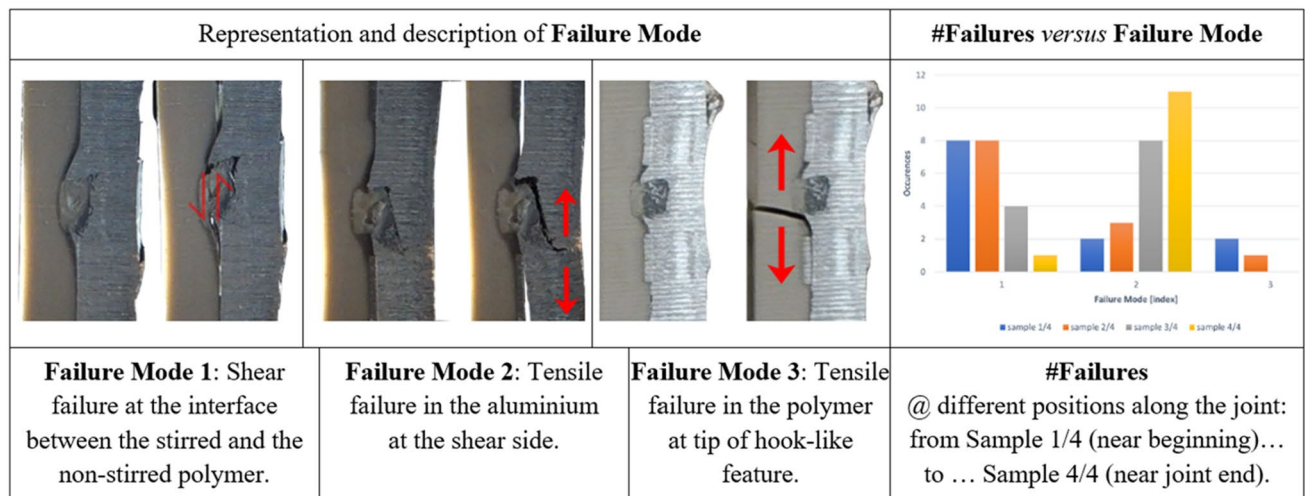 Representation and description of Failure Mode
#Failures versus Failure Mode
12
10
8
6
4
2
0
Occurences
1
2
3
Failure Mode [index]
sample 1/4 sample 2/4 sample 3/4 sample 4/4
Failure Mode 1: Shear
failure at the interface
between the stirred and the
non-stirred polymer.
Failure Mode 2: Tensile
failure in the aluminium
at the shear side.
Failure Mode 3: Tensile
failure in the polymer
at tip of hook-like
feature.
#Failures
@ different positions along the joint:
from Sample 1/4 (near beginning)…
to … Sample 4/4 (near joint end).